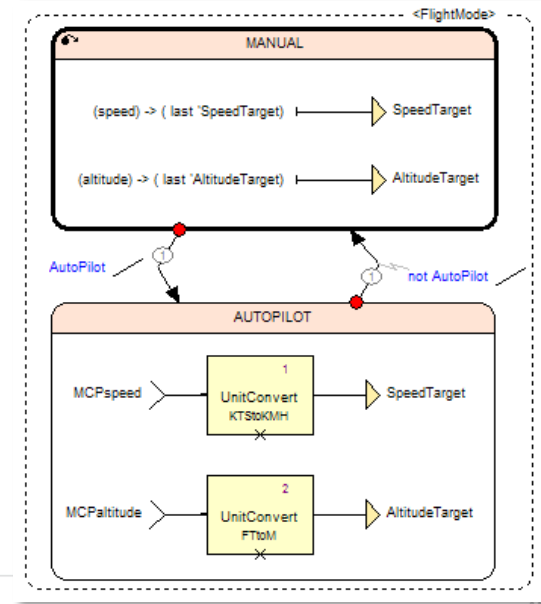 <FlightMode>
MANUAL
(speed) -> ( last 'SpeedTarget)
SpeedTarget
(altitude) -> ( last 'AltitudeTarget)
AltitudeTarget
AutoPilot
1
1
not AutoPilot
AUTOPILOT
MCPspeed
1
UnitConvert
KTStoKMH
SpeedTarget
MCPaltitude
2
UnitConvert
FTtoM
AltitudeTarget